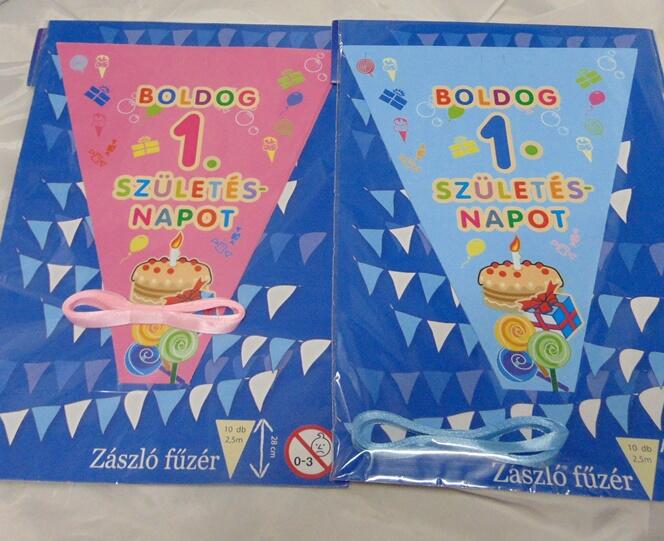 BOLDOG
1.
SZÜLETÉS-
NAPOT
10 db
2,5m
28 cm
0-3
Zászló fűzér
BOLDOG
1.
SZÜLETÉS-
NAPOT
10 db
2,5m
Zászló fűzér